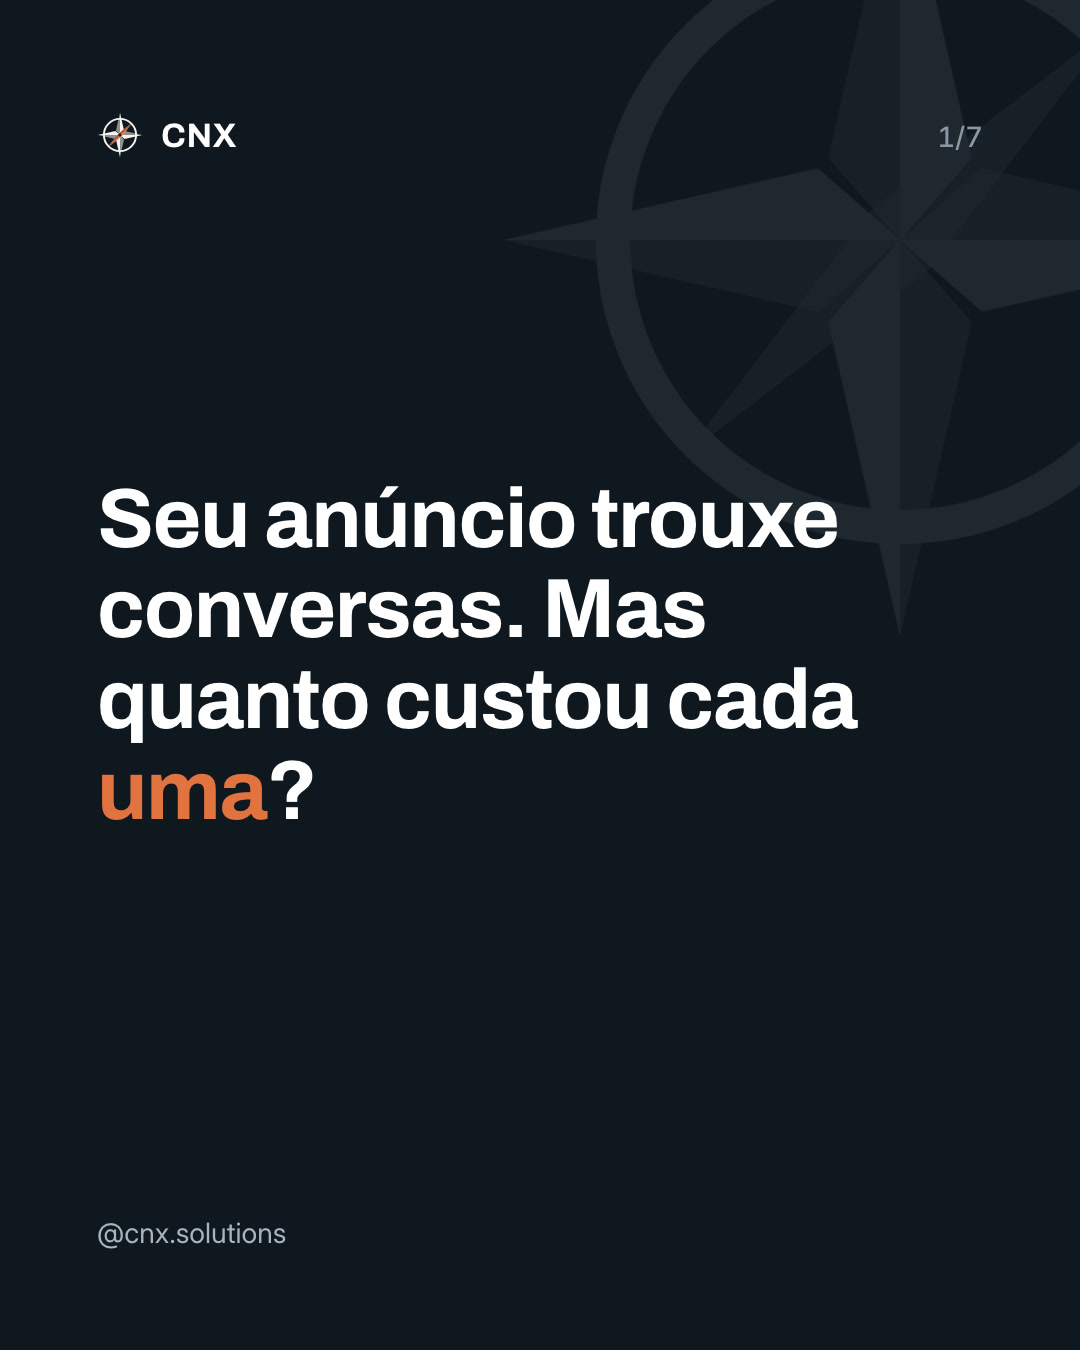 CNX
1/7
Seu anúncio trouxe
conversas. Mas
quanto custou cada
uma?
@cnx.solutions